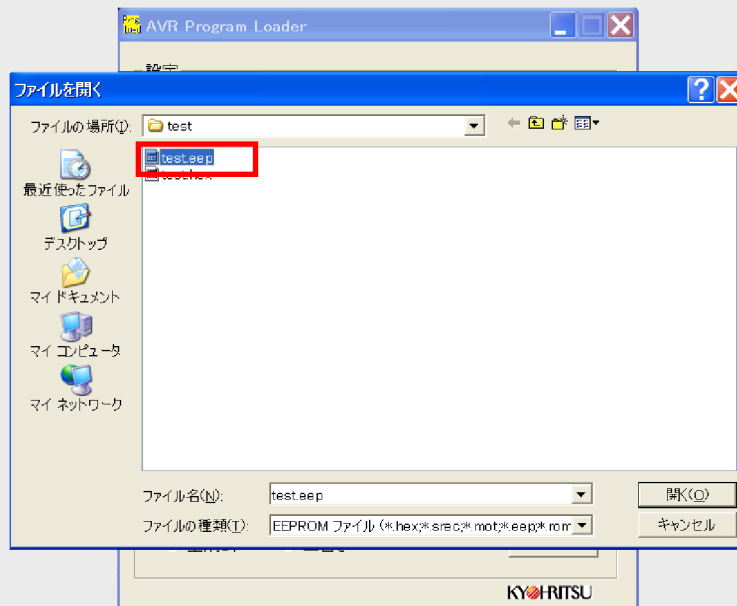 AVR Program Loader
設定
ファイルを開く
ファイルの場所(I):
test
test.eep
test.hex
最近使ったファイル
デスクトップ
マイ ドキュメント
マイ コンピュータ
マイ ネットワーク
ファイル名(N):
test.eep
開く(O)
ファイルの種類(T):
EEPROM ファイル (*.hex;*.srec;*.mot;*.eep;*.rom
キャンセル
KYOHRITSU